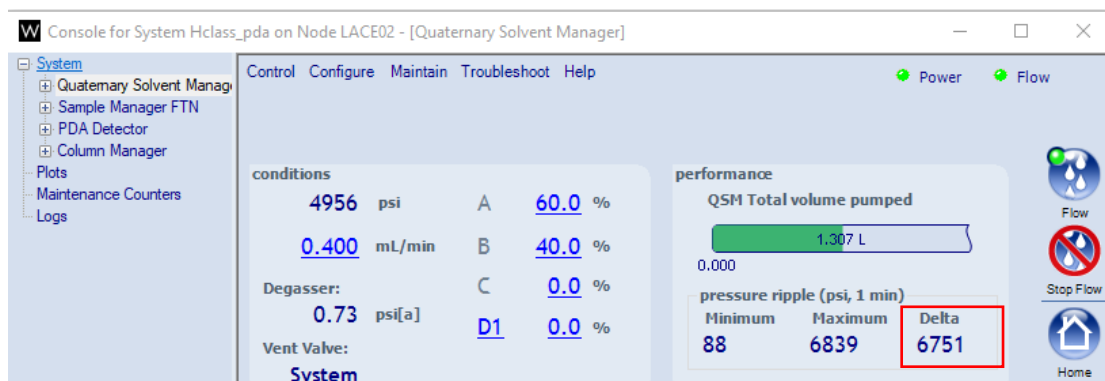 W Console for System Hclass_pda on Node LACE02 - [Quaternary Solvent Manager]
System
Quaternary Solvent Manag
Sample Manager FTN
PDA Detector
Column Manager
Plots
Maintenance Counters
Logs
Control Configure Maintain Troubleshoot Help
Power Flow
conditions
4956 psi A 60.0 %
0.400 mL/min B 40.0 %
Degasser: C 0.0 %
0.73 psi[a] D1 0.0 %
Vent Valve:
System
performance
QSM Total volume pumped
1.307 L
0.000
pressure ripple (psi, 1 min)
Minimum Maximum Delta
88 6839 6751
Flow
Stop Flow
Home